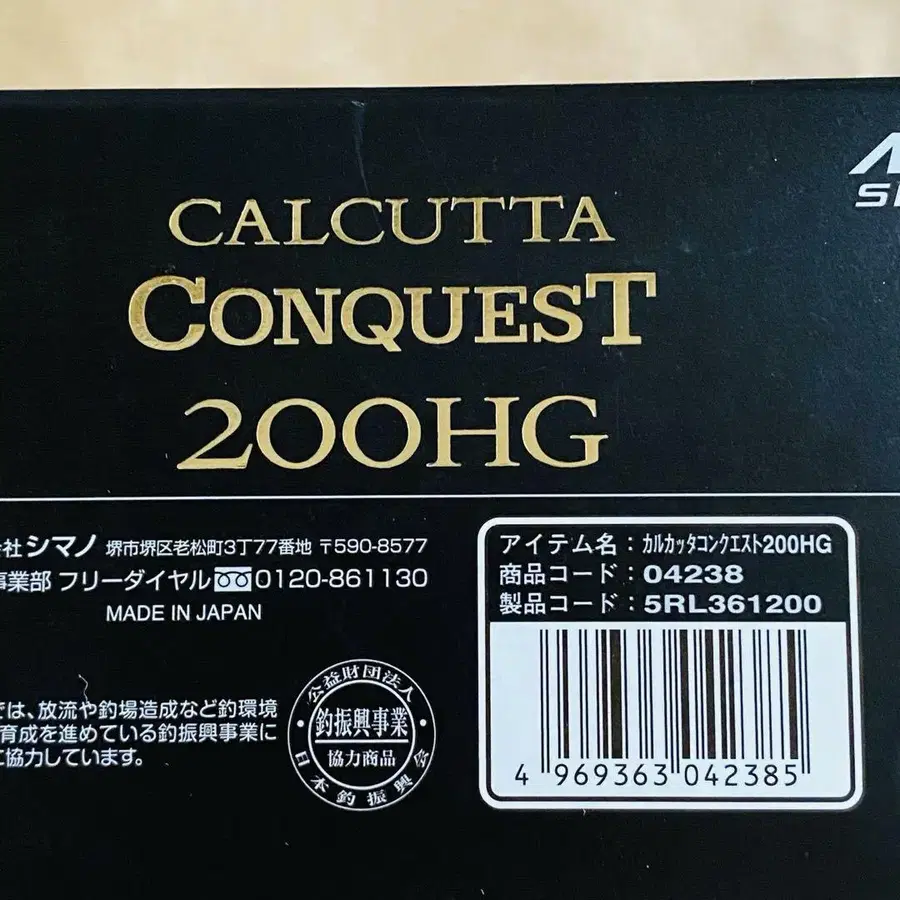 CALCUTTA
CONQUEST
200HG
シマノ 堺市堺区老松町3丁77番地 〒590-8577
事業部 フリーダイヤル 0120-861130
MADE IN JAPAN
では、放流や釣場造成など釣環境
育成を進めている釣振興事業に
協力しています。
公益財団法人
釣振興事業
協力商品
日本釣振興会
アイテム名：カルカッタコンクエスト200HG
商品コード：04238
製品コード：5RL361200
4 969363 042385